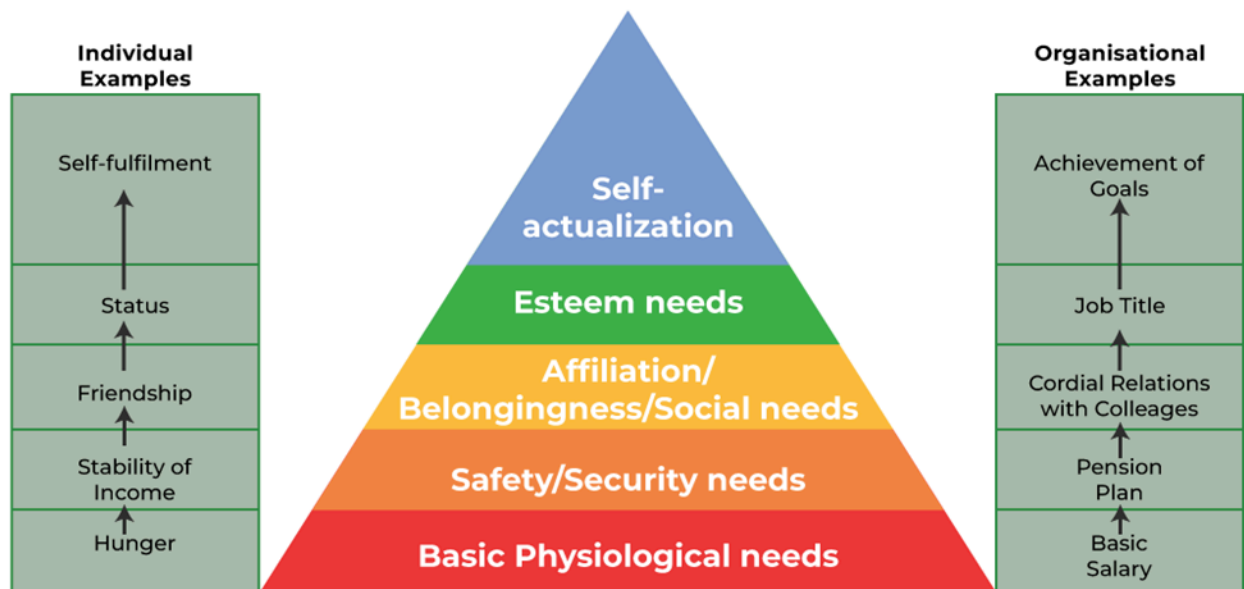 Individual
Examples
Self-fulfilment
Status
Friendship
Stability of
Income
Hunger
Self-
actualization
Esteem needs
Affiliation/
Belongingness/Social needs
Safety/Security needs
Basic Physiological needs
Organisational
Examples
Achievement of
Goals
Job Title
Cordial Relations
with Colleages
Pension
Plan
Basic
Salary